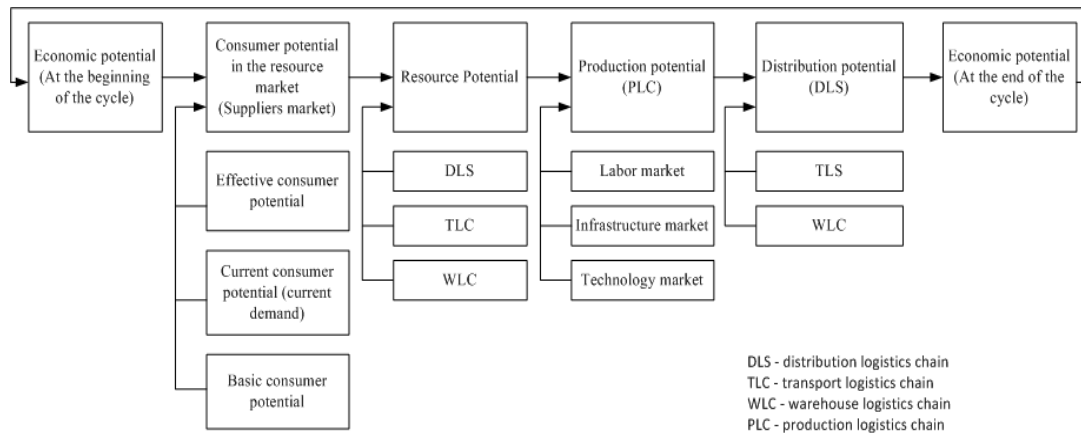 Economic potential
(At the beginning
of the cycle)
Consumer potential
in the resource
market
(Suppliers market)
Resource Potential
Production potential
(PLC)
Distribution potential
(DLS)
Economic potential
(At the end of the
cycle)
Effective consumer
potential
Current consumer
potential (current
demand)
Basic consumer
potential
DLS
TLC
WLC
Labor market
Infrastructure market
Technology market
TLS
WLC
DLS - distribution logistics chain
TLC - transport logistics chain
WLC - warehouse logistics chain
PLC - production logistics chain